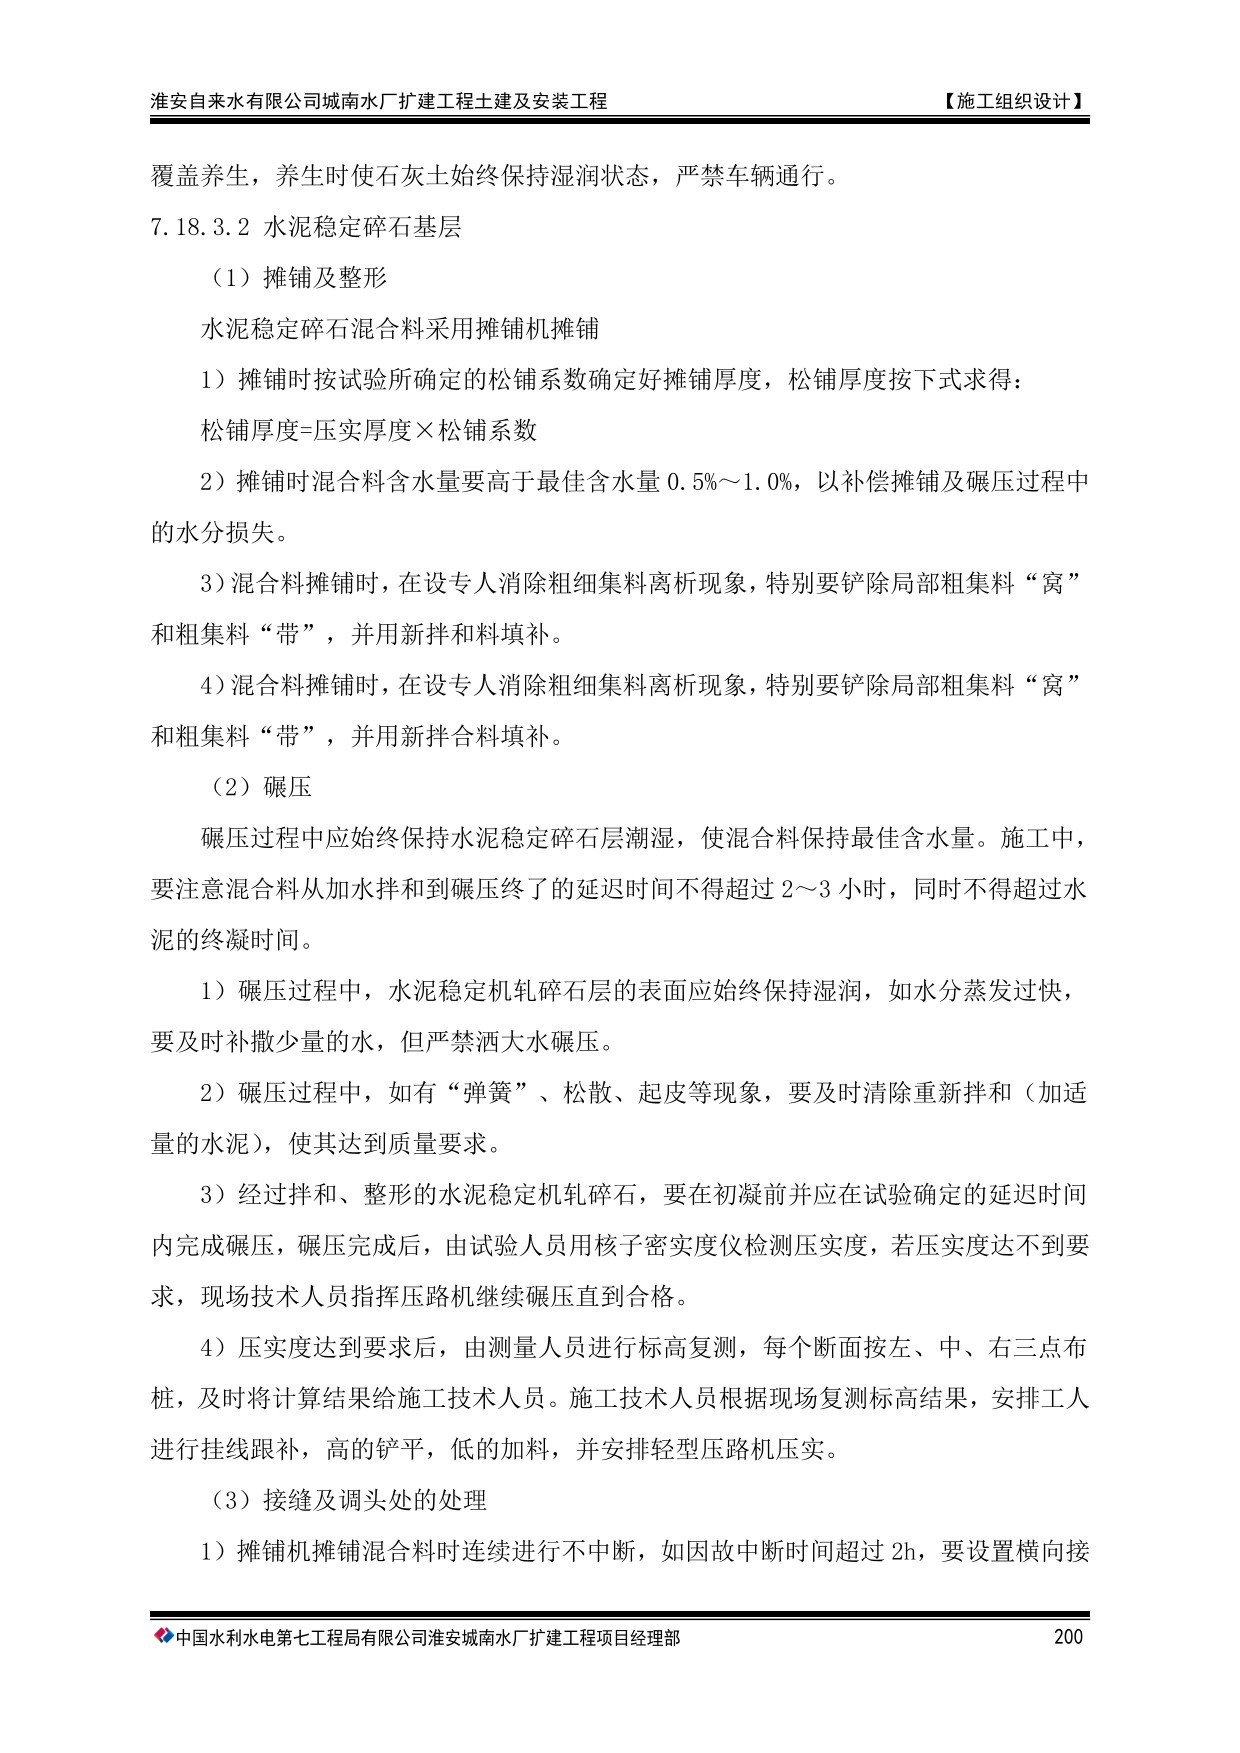 淮安自来水有限公司城南水厂扩建工程土建及安装工程 【施工组织设计】
覆盖养生，养生时使石灰土始终保持湿润状态，严禁车辆通行。
7.18.3.2 水泥稳定碎石基层
（1）摊铺及整形
水泥稳定碎石混合料采用摊铺机摊铺
1）摊铺时按试验所确定的松铺系数确定好摊铺厚度，松铺厚度按下式求得：
松铺厚度=压实厚度×松铺系数
2）摊铺时混合料含水量要高于最佳含水量 0.5%～1.0%，以补偿摊铺及碾压过程中
的水分损失。
3)混合料摊铺时,在设专人消除粗细集料离析现象,特别要铲除局部粗集料“窝”
和粗集料“带”，并用新拌和料填补。
4)混合料摊铺时,在设专人消除粗细集料离析现象,特别要铲除局部粗集料“窝”
和粗集料“带”，并用新拌合料填补。
（2）碾压
碾压过程中应始终保持水泥稳定碎石层潮湿，使混合料保持最佳含水量。施工中，
要注意混合料从加水拌和到碾压终了的延迟时间不得超过 2～3 小时，同时不得超过水
泥的终凝时间。
1）碾压过程中，水泥稳定机轧碎石层的表面应始终保持湿润，如水分蒸发过快，
要及时补撒少量的水，但严禁洒大水碾压。
2）碾压过程中，如有“弹簧”、松散、起皮等现象，要及时清除重新拌和（加适
量的水泥），使其达到质量要求。
3）经过拌和、整形的水泥稳定机轧碎石，要在初凝前并应在试验确定的延迟时间
内完成碾压，碾压完成后，由试验人员用核子密实度仪检测压实度，若压实度达不到要
求，现场技术人员指挥压路机继续碾压直到合格。
4）压实度达到要求后，由测量人员进行标高复测，每个断面按左、中、右三点布
桩，及时将计算结果给施工技术人员。施工技术人员根据现场复测标高结果，安排工人
进行挂线跟补，高的铲平，低的加料，并安排轻型压路机压实。
（3）接缝及调头处的处理
1）摊铺机摊铺混合料时连续进行不中断，如因故中断时间超过 2h，要设置横向接
中国水利水电第七工程局有限公司淮安城南水厂扩建工程项目经理部 200